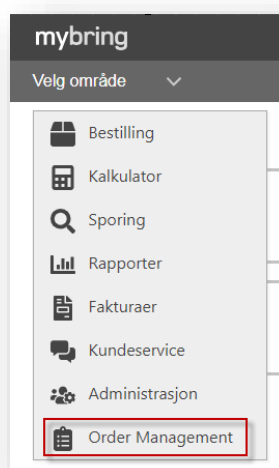 mybring
Velg område
Bestilling
Kalkulator
Sporing
Rapporter
Fakturaer
Kundeservice
Administrasjon
Order Management